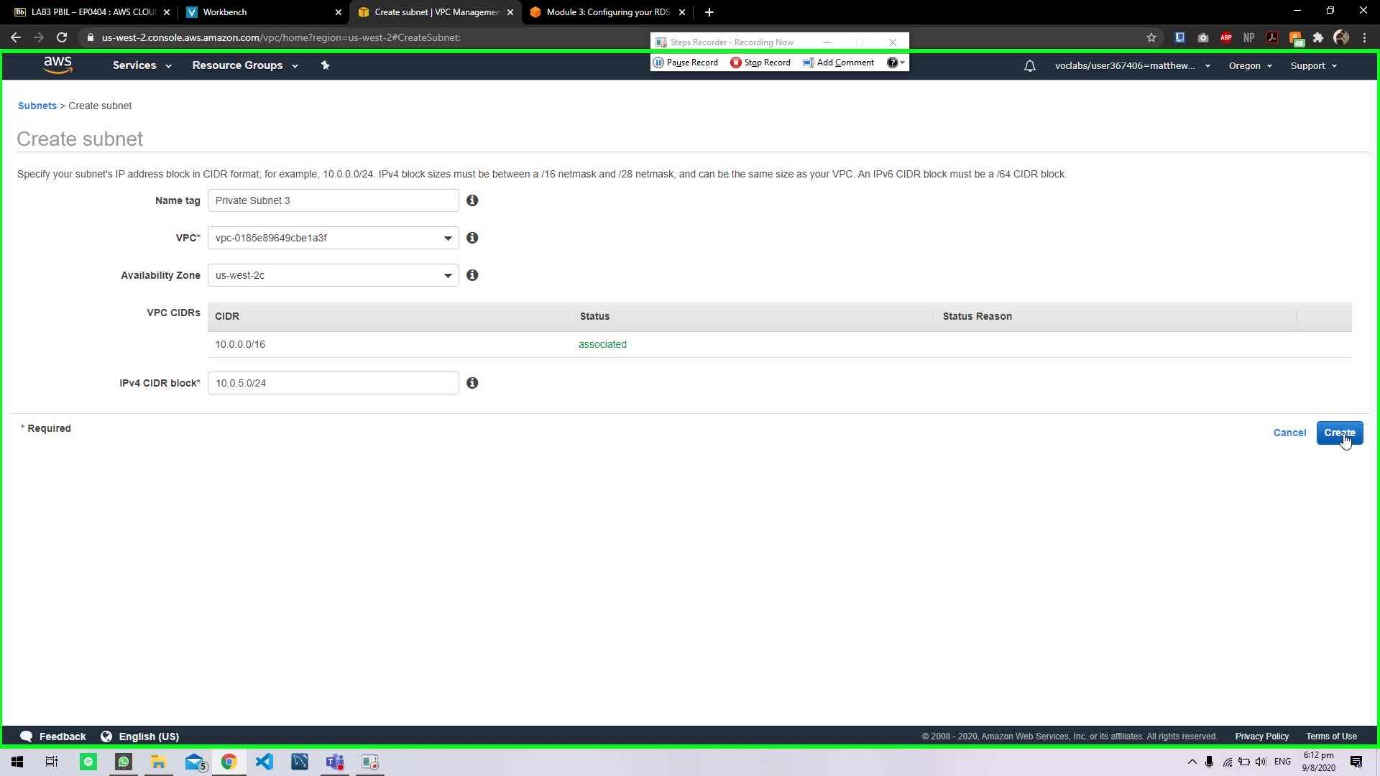 LAB3 PBIL – EP0404 : AWS CLOUD
Workbench
Create subnet | VPC Managemen
Module 3: Configuring your RDS
us-west-2.console.aws.amazon.com/vpc/home?region=us-west-2#CreateSubnet:
ABP
NP
Steps Recorder - Recording Now
Pause Record
Stop Record
Add Comment
aws
Services
Resource Groups
voclabs/user367406=matthew...
Oregon
Support
Subnets > Create subnet
Create subnet
Specify your subnet's IP address block in CIDR format; for example, 10.0.0.0/24. IPv4 block sizes must be between a /16 netmask and /28 netmask, and can be the same size as your VPC. An IPv6 CIDR block must be a /64 CIDR block.
Name tag Private Subnet 3
VPC* vpc-0185e89649cbe1a3f
Availability Zone us-west-2c
VPC CIDRs CIDR Status Status Reason
10.0.0.0/16 associated
IPv4 CIDR block* 10.0.5.0/24
* Required
Cancel
Create
Feedback
English (US)
© 2008 - 2020, Amazon Web Services, Inc. or its affiliates. All rights reserved.
Privacy Policy
Terms of Use
5
ENG
6:12 pm
9/8/2020